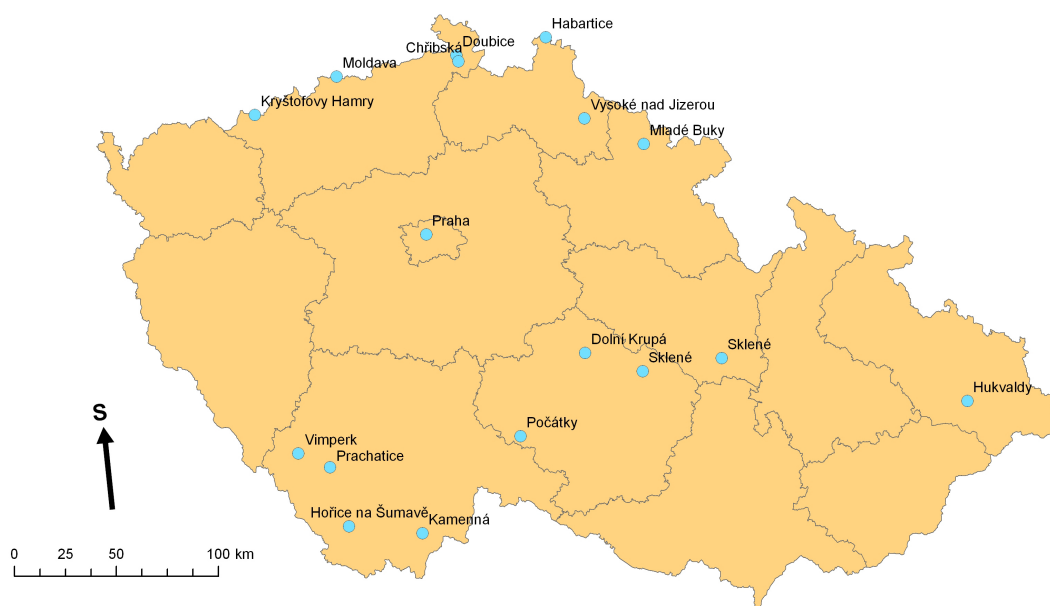 Habartice
Doubice
Chřibská
Moldava
Kryštofovy Hamry
Vysoké nad Jizerou
Mladé Buky
Praha
Dolní Krupá
Sklené
Sklené
Hukvaldy
Počátky
S
Vimperk
Prachatice
Hořice na Šumavě
Kamenná
0 25 50 100 km